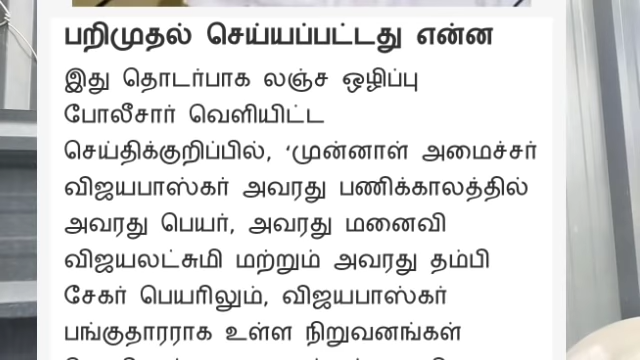 பறிமுதல் செய்யப்பட்டது என்ன
இது தொடர்பாக லஞ்ச ஒழிப்பு
போலீசார் வெளியிட்ட
செய்திக்குறிப்பில், ‘முன்னாள் அமைச்சர்
விஜயபாஸ்கர் அவரது பணிக்காலத்தில்
அவரது பெயர், அவரது மனைவி
விஜயலட்சுமி மற்றும் அவரது தம்பி
சேகர் பெயரிலும், விஜயபாஸ்கர்
பங்குதாரராக உள்ள நிறுவனங்கள்